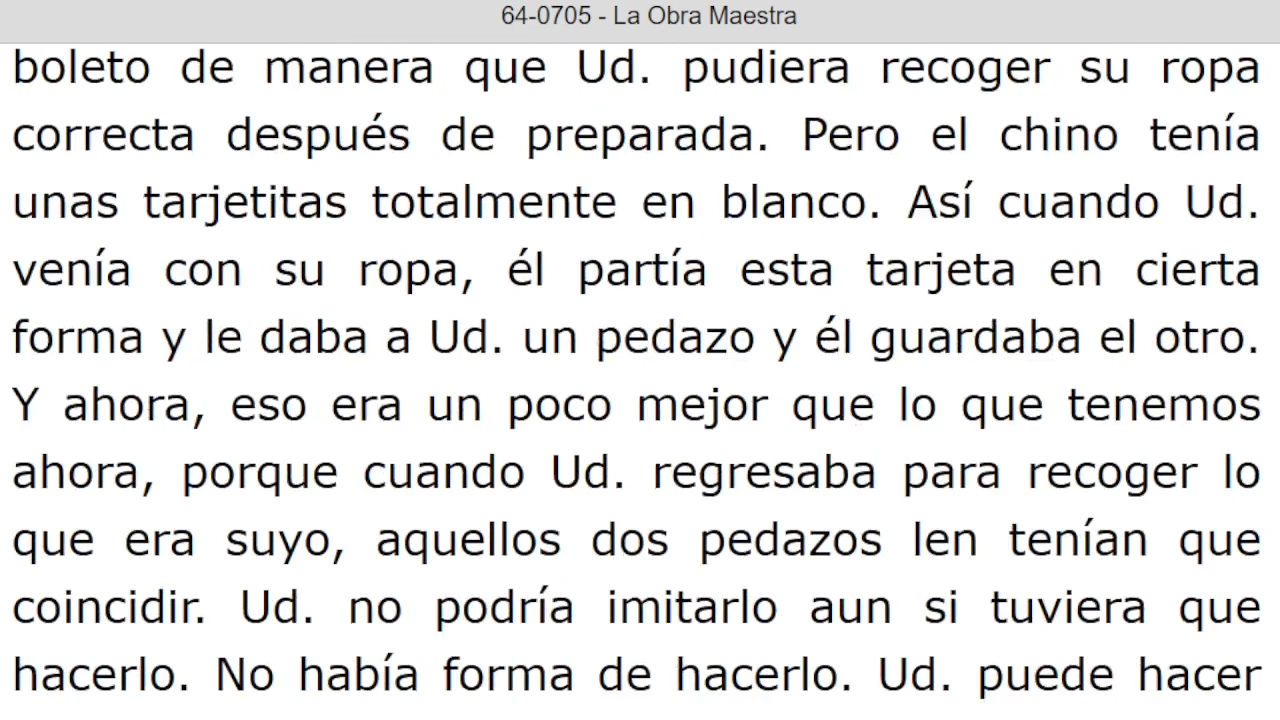 64-0705 - La Obra Maestra
boleto de manera que Ud. pudiera recoger su ropa
correcta después de preparada. Pero el chino tenía
unas tarjetitas totalmente en blanco. Así cuando Ud.
venía con su ropa, él partía esta tarjeta en cierta
forma y le daba a Ud. un pedazo y él guardaba el otro.
Y ahora, eso era un poco mejor que lo que tenemos
ahora, porque cuando Ud. regresaba para recoger lo
que era suyo, aquellos dos pedazos len tenían que
coincidir. Ud. no podría imitarlo aun si tuviera que
hacerlo. No había forma de hacerlo. Ud. puede hacer